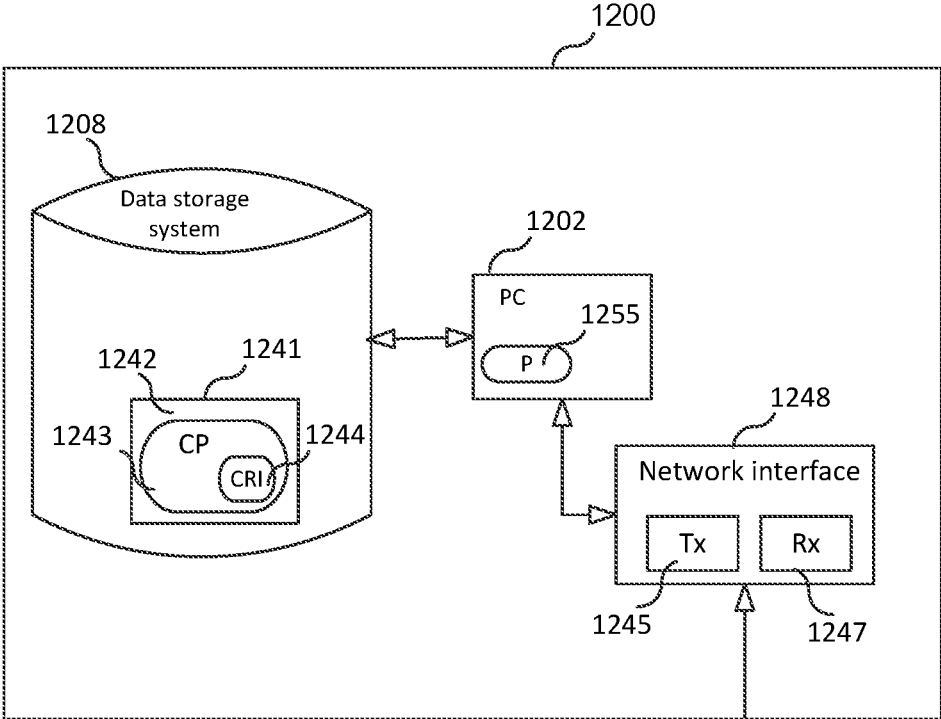 1200
1208
Data storage
system
1202
PC
1255
P
1241
1242
1243
CP
1244
CRI
1248
Network interface
Tx
Rx
1245
1247